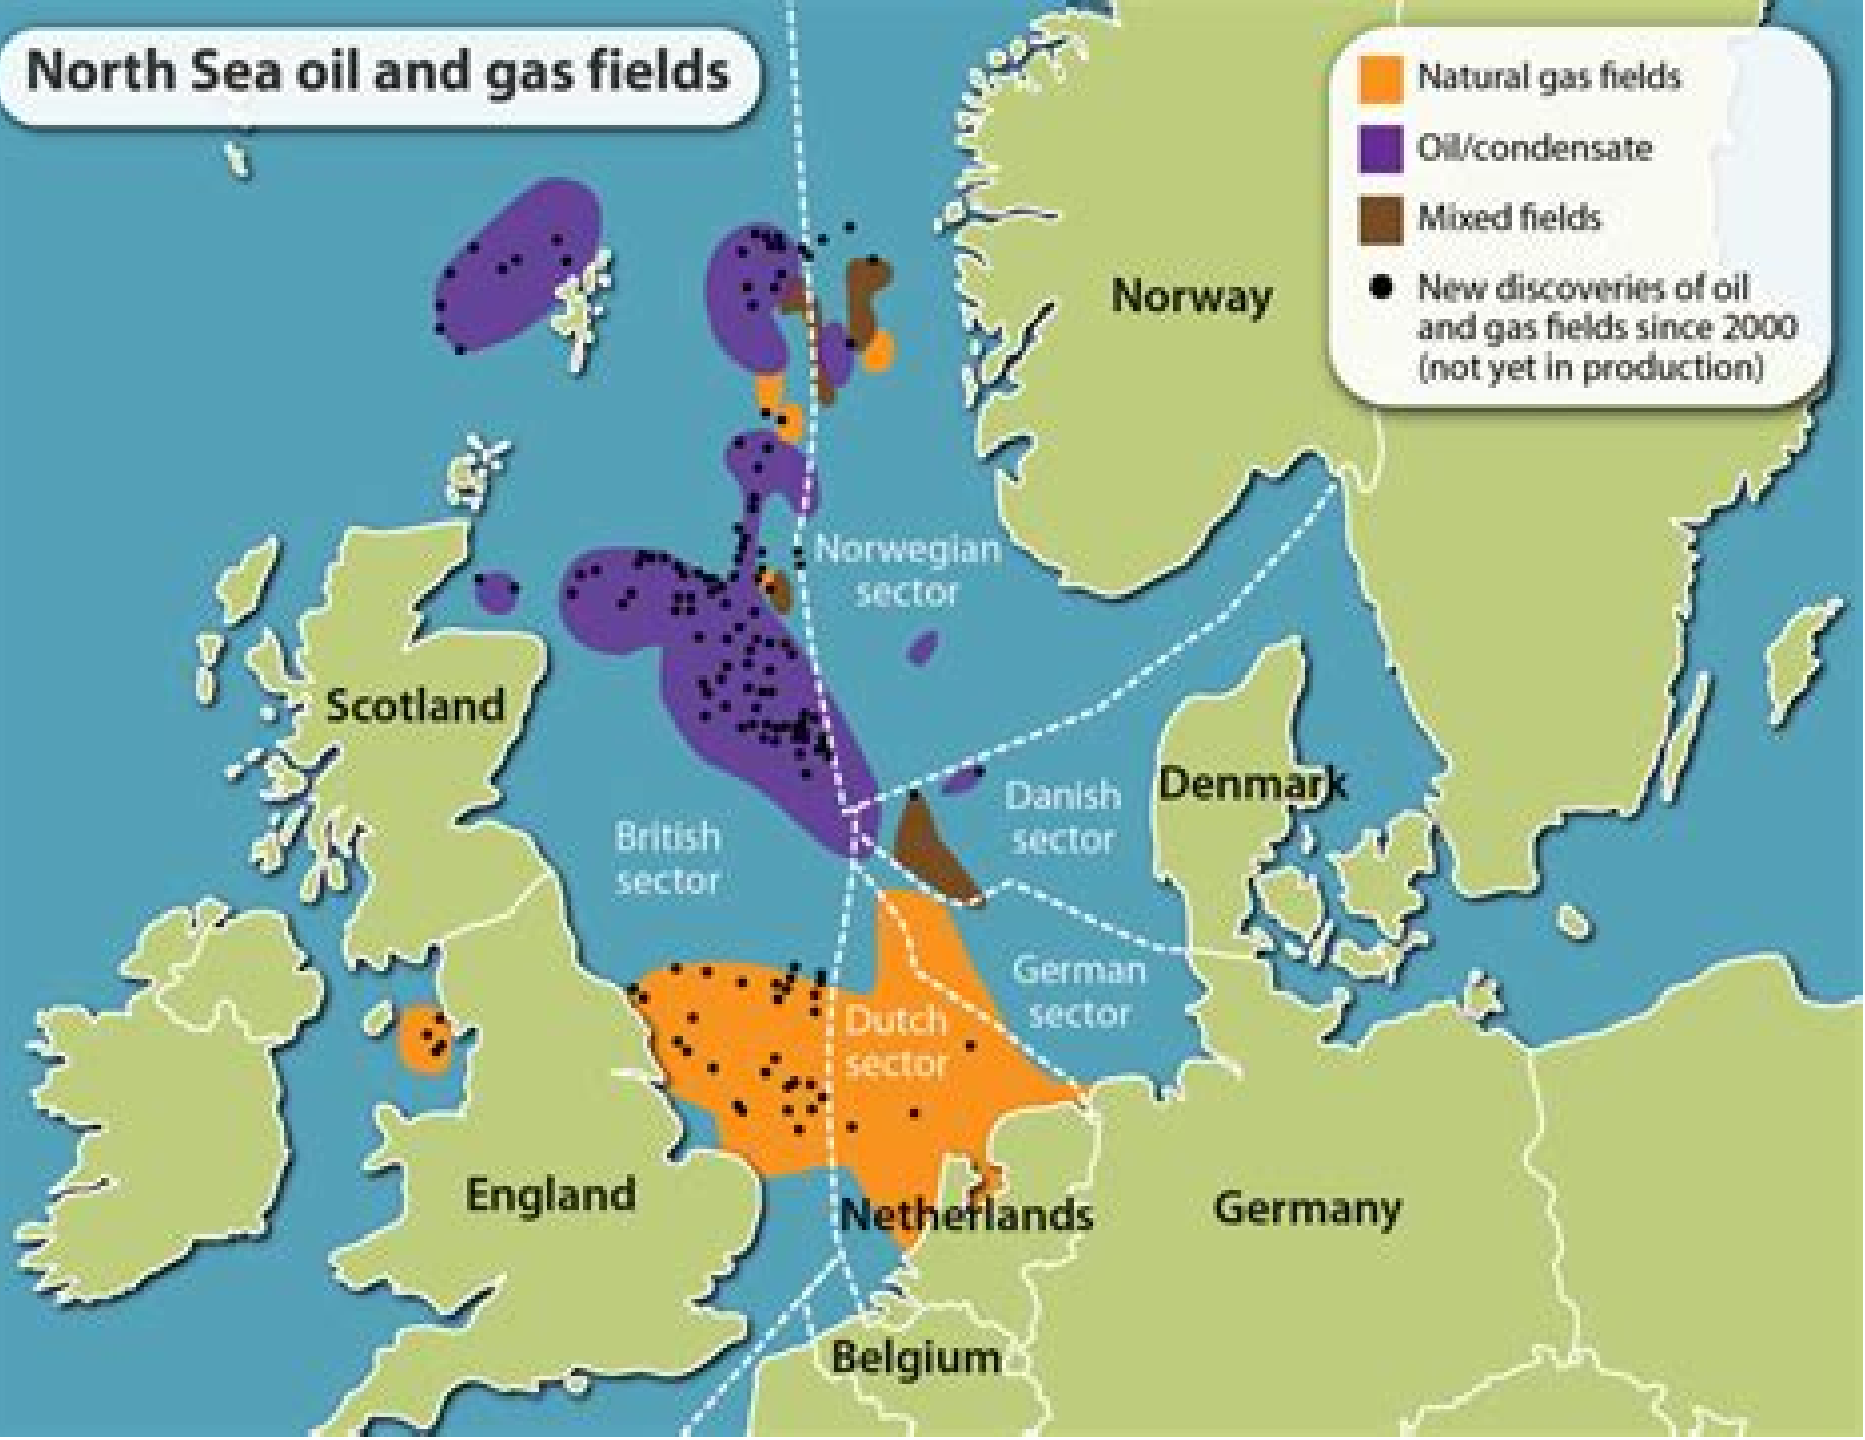 North Sea oil and gas fields
Natural gas fields
Oil/condensate
Mixed fields
New discoveries of oil
and gas fields since 2000
(not yet in production)
Norway
Norwegian
sector
Scotland
Denmark
Danish
sector
British
sector
German
sector
Dutch
sector
England
Netherlands
Germany
Belgium